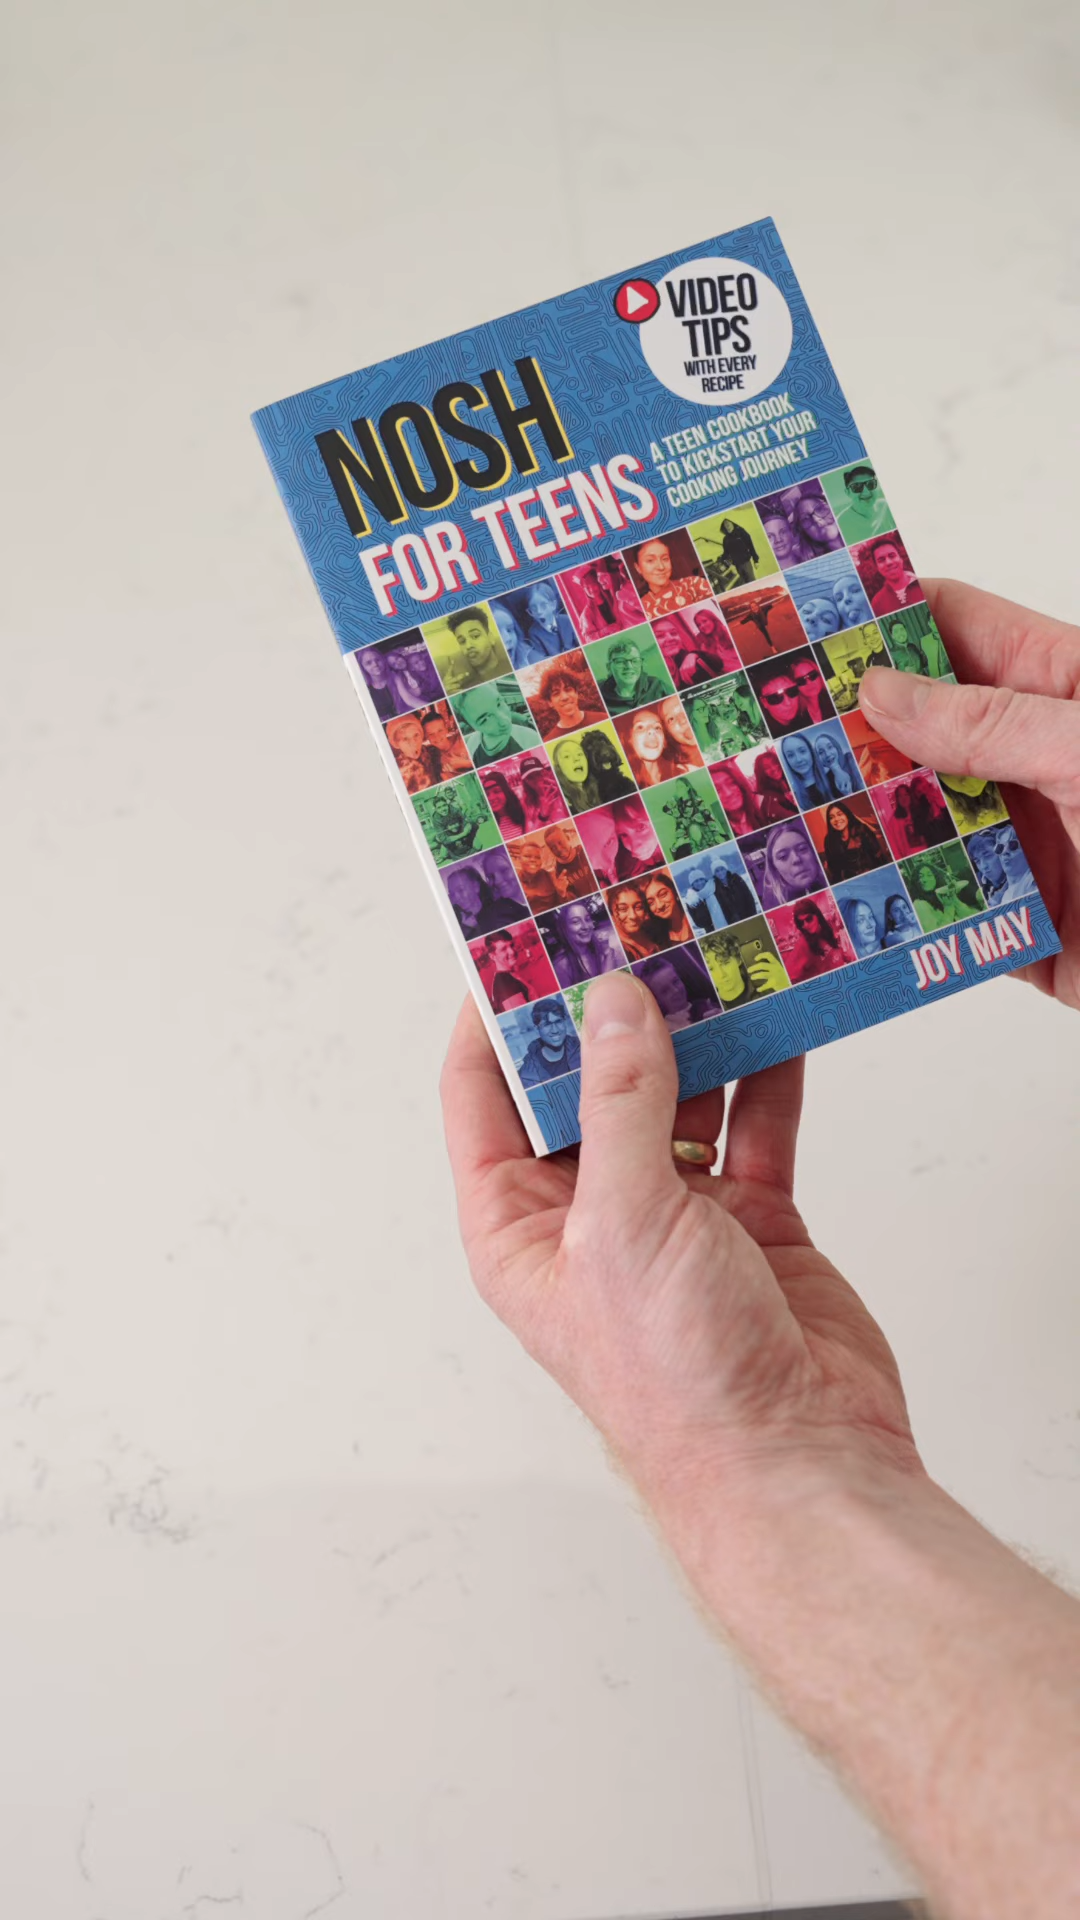 VIDEO
TIPS
WITH EVERY
RECIPE
NOSH
FOR TEENS
A TEEN COOKBOOK
TO KICKSTART YOUR
COOKING JOURNEY
JOY MAY